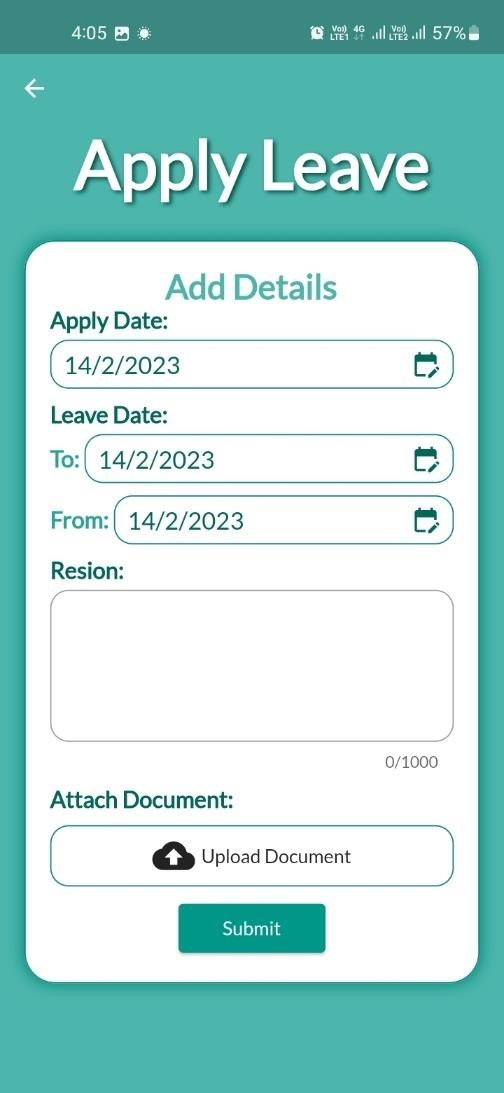 4:05 Vo)) LTE1 4G Vo)) LTE2 57%
Apply Leave
Add Details
Apply Date:
14/2/2023
Leave Date:
To: 14/2/2023
From: 14/2/2023
Resion:
0/1000
Attach Document:
Upload Document
Submit